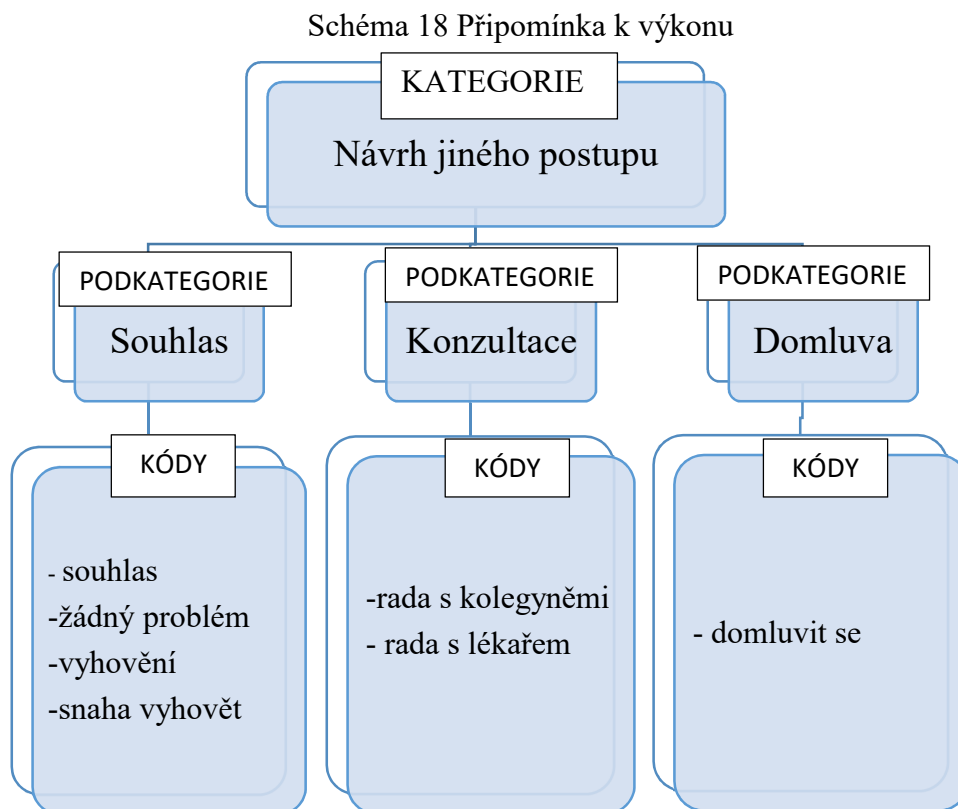 Schéma 18 Připomínka k výkonu
KATEGORIE
Návrh jiného postupu
PODKATEGORIE
Souhlas
KÓDY
- souhlas
-žádný problém
-vyhovění
-snaha vyhovět
PODKATEGORIE
Konzultace
KÓDY
-rada s kolegyněmi
- rada s lékařem
PODKATEGORIE
Domluva
KÓDY
- domluvit se